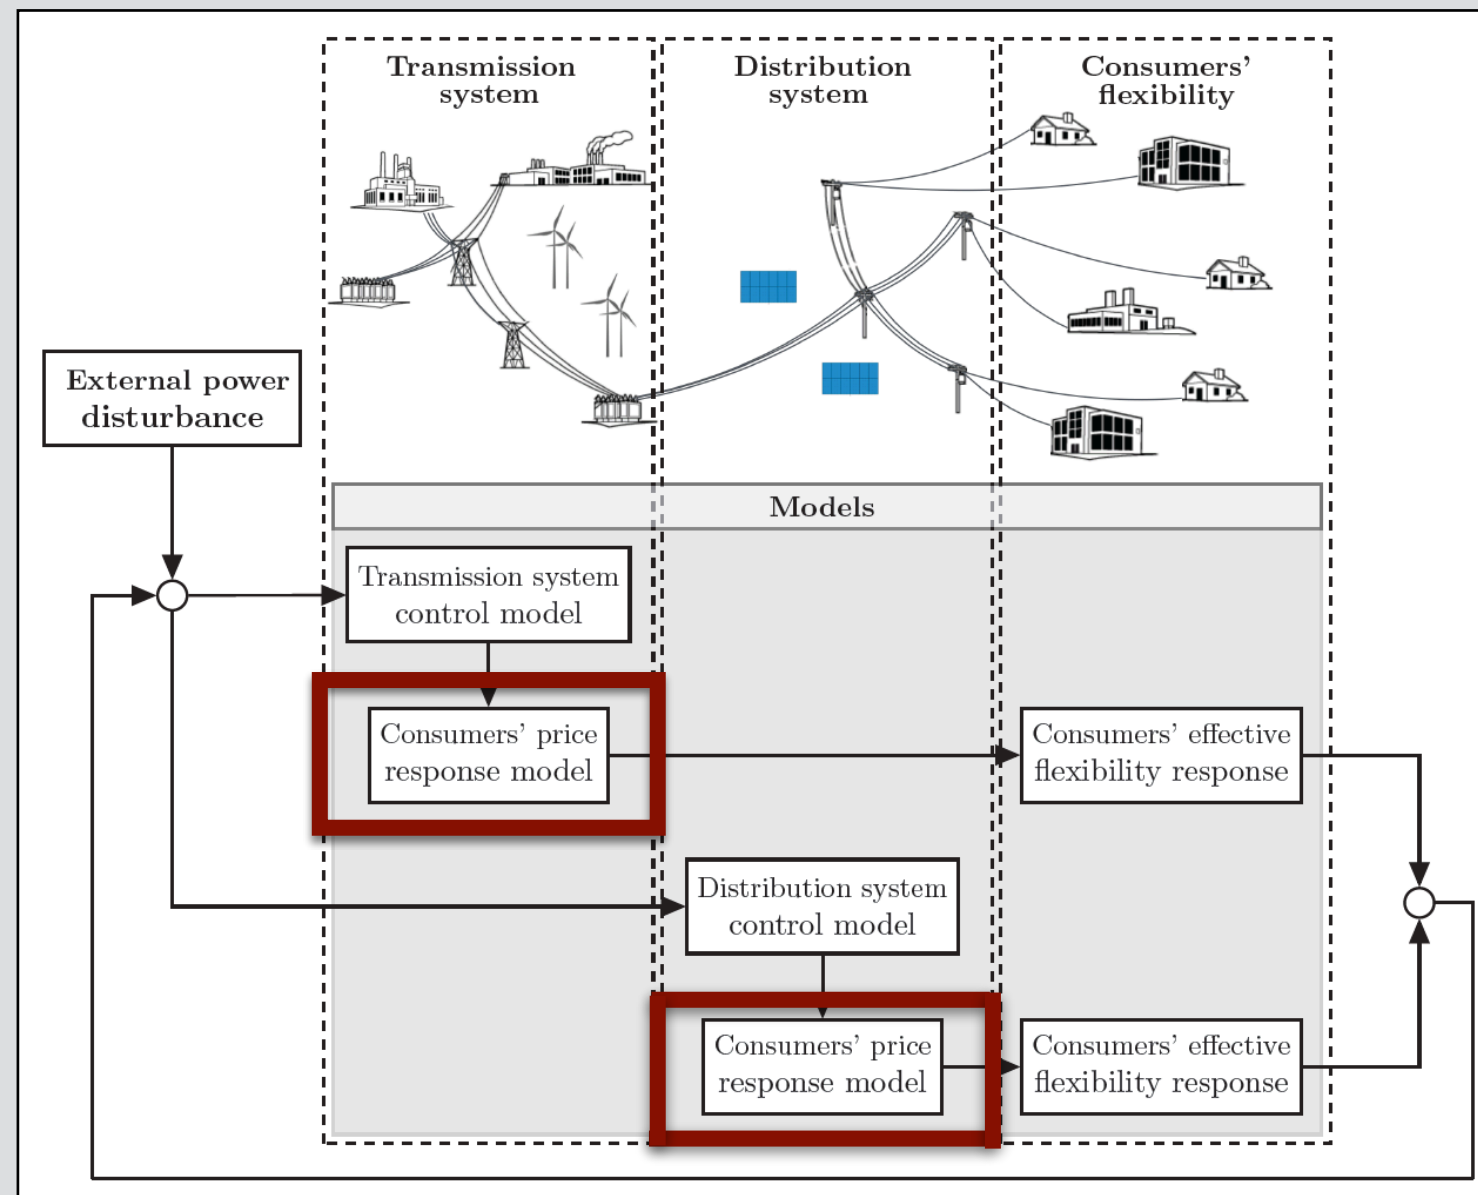 Transmission
system
Distribution
system
Consumers'
flexibility
External power
disturbance
Models
Transmission system
control model
Consumers' price
response model
Consumers' effective
flexibility response
Distribution system
control model
Consumers' price
response model
Consumers' effective
flexibility response